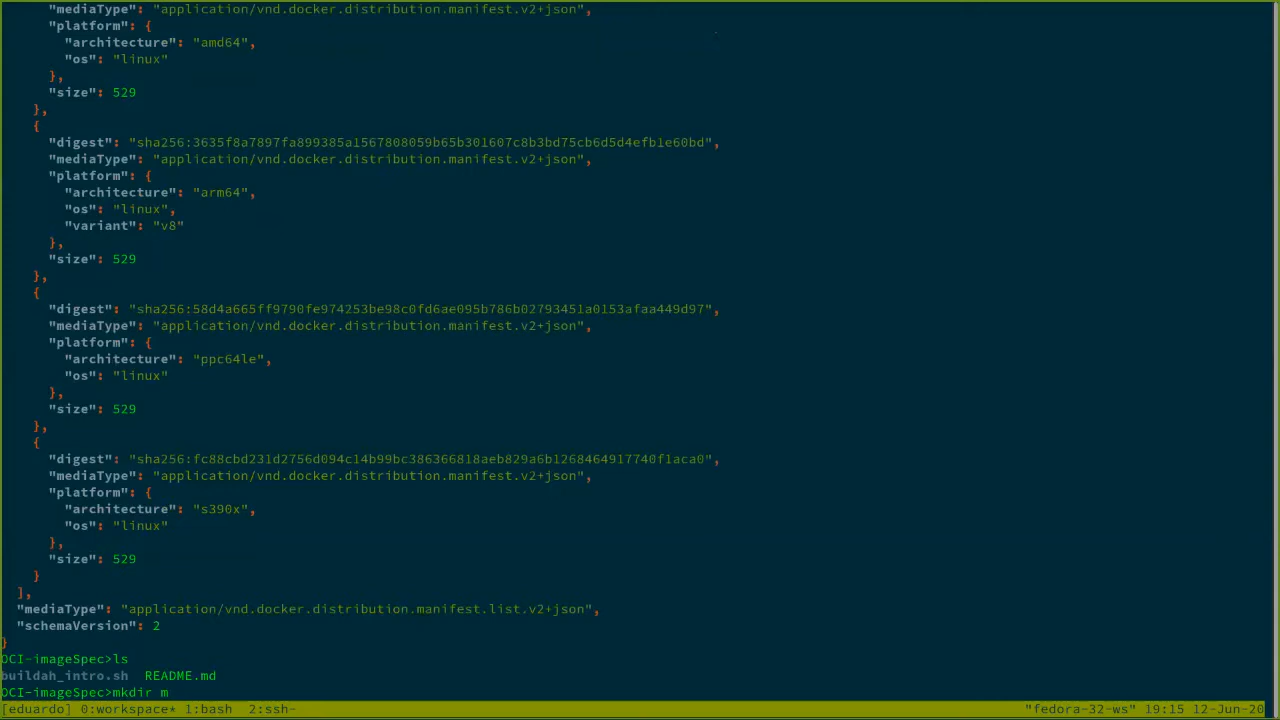 "mediaType": "application/vnd.docker.distribution.manifest.v2+json",
"platform": {
"architecture": "amd64",
"os": "linux"
},
"size": 529
},
{
"digest": "sha256:3635f8a7897fa899385a1567808059b65b301607c8b3bd75cb6d5d4efb1e60bd",
"mediaType": "application/vnd.docker.distribution.manifest.v2+json",
"platform": {
"architecture": "arm64",
"os": "linux",
"variant": "v8"
},
"size": 529
},
{
"digest": "sha256:58d4a665ff9790fe974253be98c0fd6ae095b786b02793451a0153afaa449d97",
"mediaType": "application/vnd.docker.distribution.manifest.v2+json",
"platform": {
"architecture": "ppc64le",
"os": "linux"
},
"size": 529
},
{
"digest": "sha256:fc88cbd231d2756d094c14b99bc386366818aeb829a6b1268464917740f1aca0",
"mediaType": "application/vnd.docker.distribution.manifest.v2+json",
"platform": {
"architecture": "s390x",
"os": "linux"
},
"size": 529
}
],
"mediaType": "application/vnd.docker.distribution.manifest.list.v2+json",
"schemaVersion": 2
}
OCI-imageSpec>ls
buildah_intro.sh  README.md
OCI-imageSpec>mkdir m
[eduardo] 0:workspace* 1:bash  2:ssh-  "fedora-32-ws" 19:15 12-Jun-20